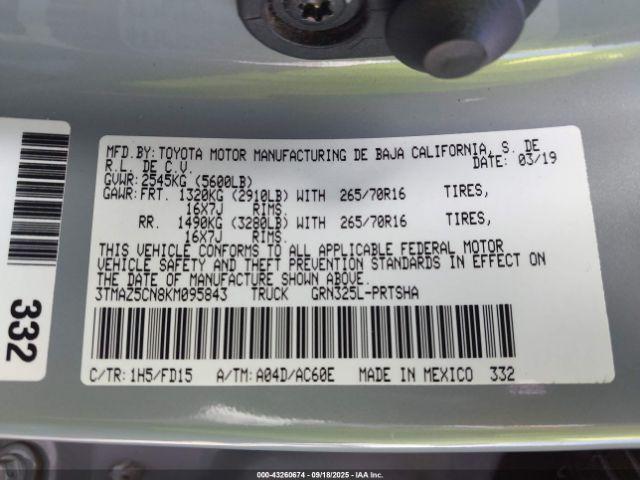 MFD.BY:TOYOTA MOTOR MANUFACTURING DE BAJA CALIFORNIA, S. DE
R.L. DE C.V. DATE: 03/19
GVWR:2545KG (5600LB)
GAWR:FRT. 1320KG (2910LB) WITH 265/70R16 TIRES,
16X7J RIMS.
RR. 1490KG (3280LB) WITH 265/70R16 TIRES,
16X7J RIMS.
THIS VEHICLE CONFORMS TO ALL APPLICABLE FEDERAL MOTOR
VEHICLE SAFETY AND THEFT PREVENTION STANDARDS IN EFFECT ON
THE DATE OF MANUFACTURE SHOWN ABOVE.
3TMAZ5CN8KM095843 TRUCK GRN325L-PRTSHA
C/TR: 1H5/FD15 A/TM: A04D/AC60E MADE IN MEXICO 332
332
000-43260674 - 09/18/2025 - IAA Inc.